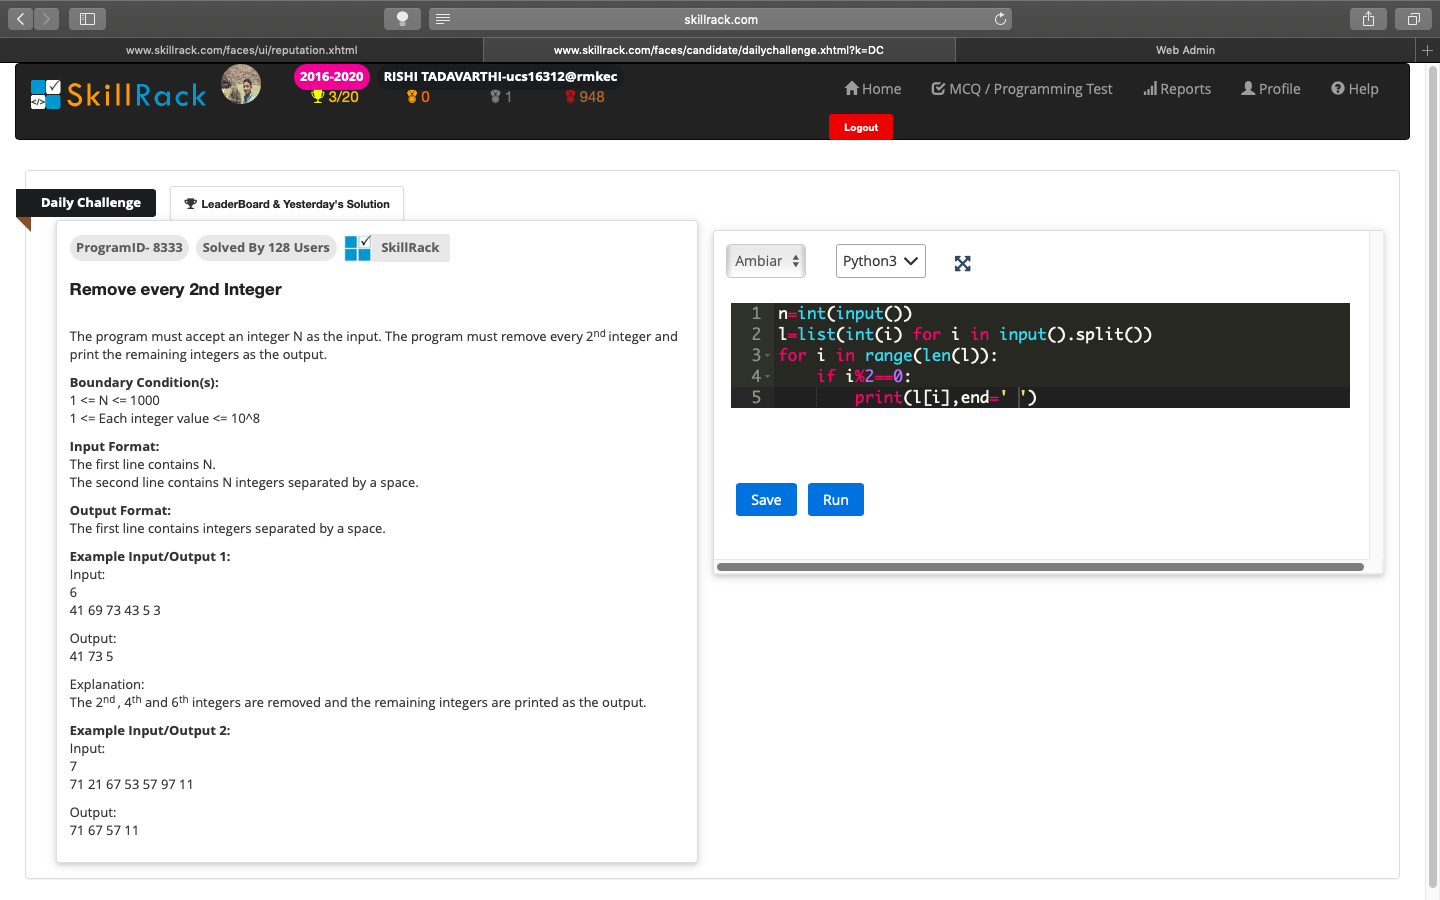 skillrack.com
www.skillrack.com/faces/ui/reputation.xhtml
www.skillrack.com/faces/candidate/dailychallenge.xhtml?k=DC
Web Admin
SkillRack
2016-2020
RISHI TADAVARTHI-ucs16312@rmkec
3/20
0
1
948
Home
MCQ / Programming Test
Reports
Profile
Help
Logout
Daily Challenge
LeaderBoard & Yesterday's Solution
ProgramID- 8333
Solved By 128 Users
SkillRack
Remove every 2nd Integer
The program must accept an integer N as the input. The program must remove every 2nd integer and
print the remaining integers as the output.
Boundary Condition(s):
1 <= N <= 1000
1 <= Each integer value <= 10^8
Input Format:
The first line contains N.
The second line contains N integers separated by a space.
Output Format:
The first line contains integers separated by a space.
Example Input/Output 1:
Input:
6
41 69 73 43 5 3
Output:
41 73 5
Explanation:
The 2nd , 4th and 6th integers are removed and the remaining integers are printed as the output.
Example Input/Output 2:
Input:
7
71 21 67 53 57 97 11
Output:
71 67 57 11
Ambiar
Python3
1 n=int(input())
2 l=list(int(i) for i in input().split())
3 for i in range(len(l)):
4     if i%2==0:
5         print(l[i],end=' ')
Save
Run